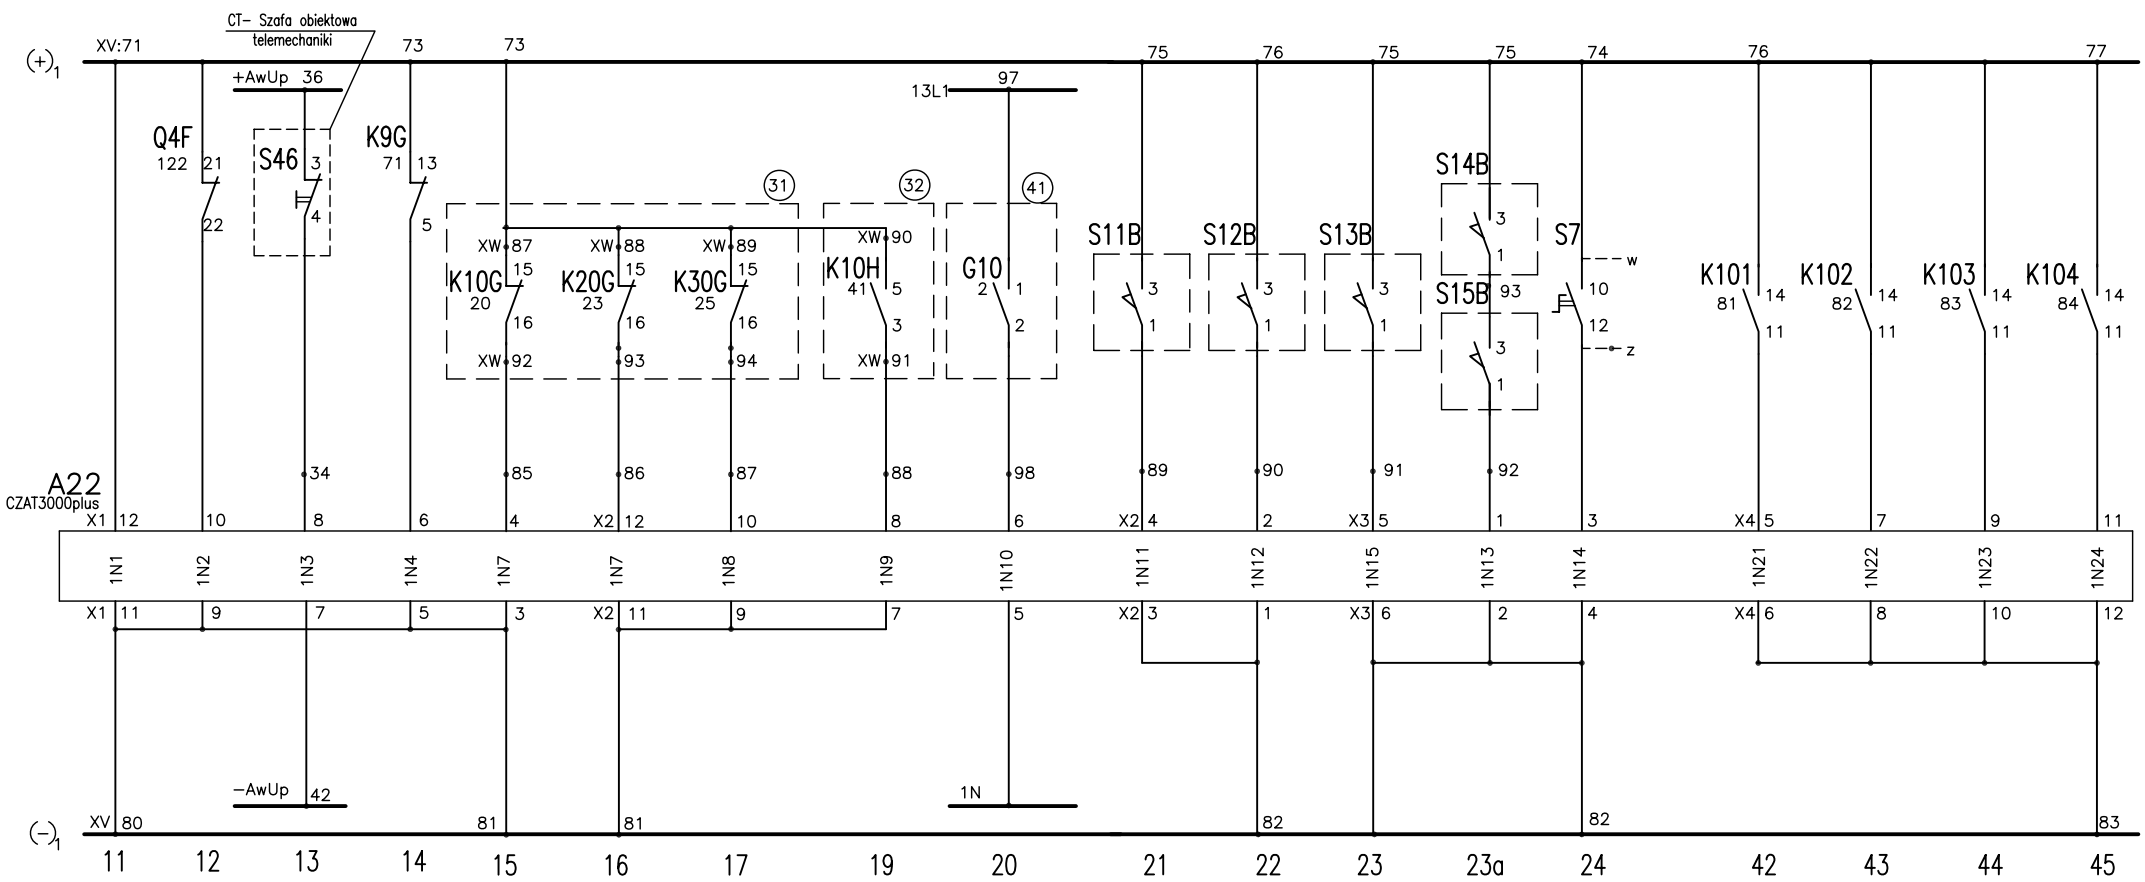 CT- Szafa obiektowa
telemechaniki
(+)1 XV:71 73 73 75 76 75 75 74 76 77
+AwUp 36 13L1 97
Q4F S46 K9G
122 21 3 71 13
22 4 5
31 32 41
S14B
3
1
S11B S12B S13B S7
XW 87 XW 88 XW 89 XW 90
w
K10G 15 K20G 15 K30G 15 K10H G10 K101 K102 K103 K104
20 23 25 41 5 2 1 3 3 3 S15B 93 10 81 14 82 14 83 14 84 14
16 16 16 3 2 1 1 1 12 11 11 11 11
3 z
1
XW 92 93 94 XW 91
34 85 86 87 88 98 89 90 91 92
A22
CZAT3000plus
X1 12 10 8 6 4 X2 12 10 8 6 X2 4 2 X3 5 1 3 X4 5 7 9 11
1N1 1N2 1N3 1N4 1N7 1N7 1N8 1N9 1N10 1N11 1N12 1N15 1N13 1N14 1N21 1N22 1N23 1N24
X1 11 9 7 5 3 X2 11 9 7 5 X2 3 1 X3 6 2 4 X4 6 8 10 12
-AwUp 42 1N
(-)1 XV 80 81 81 82 82 83
11 12 13 14 15 16 17 19 20 21 22 23 23a 24 42 43 44 45